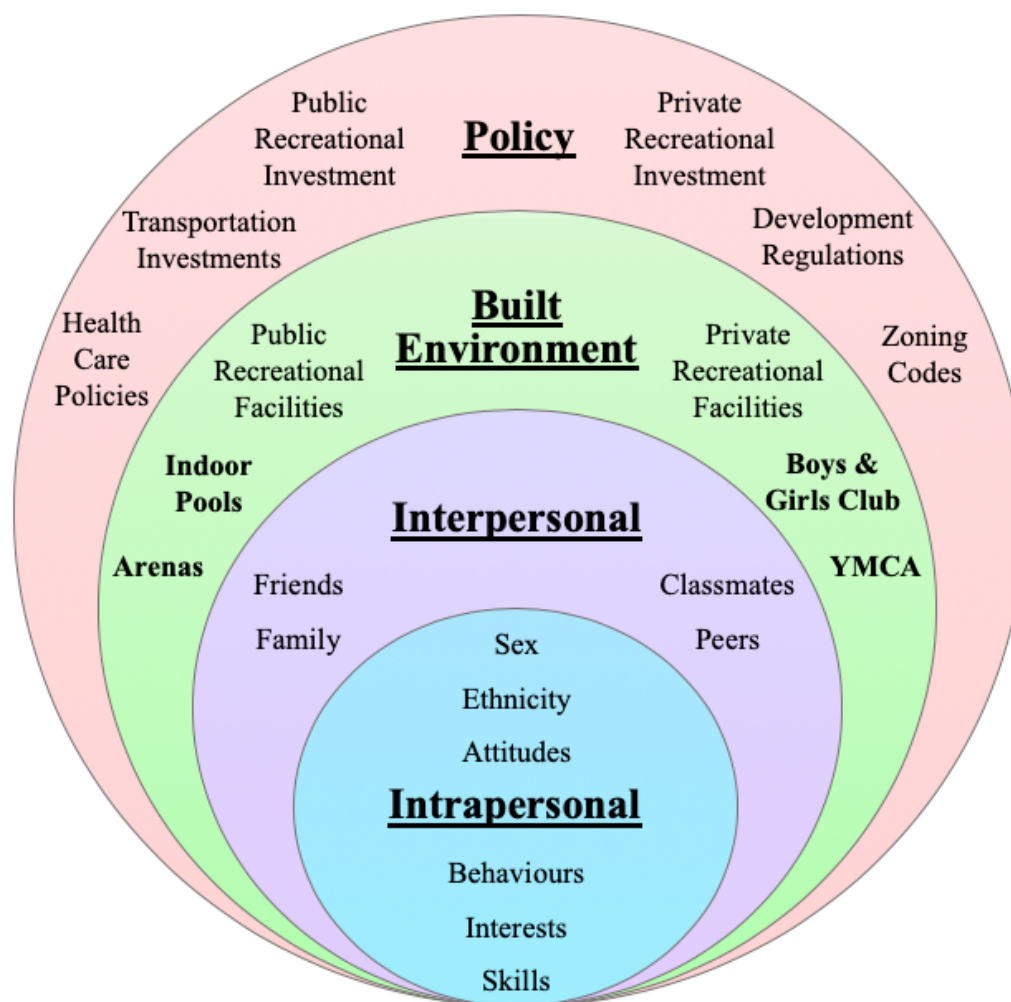 Public
Recreational
Investment
Policy
Private
Recreational
Investment
Transportation
Investments
Development
Regulations
Health
Care
Policies
Zoning
Codes
Built
Environment
Public
Recreational
Facilities
Private
Recreational
Facilities
Indoor
Pools
Boys &
Girls Club
Arenas
YMCA
Interpersonal
Friends
Classmates
Family
Peers
Sex
Ethnicity
Attitudes
Intrapersonal
Behaviours
Interests
Skills